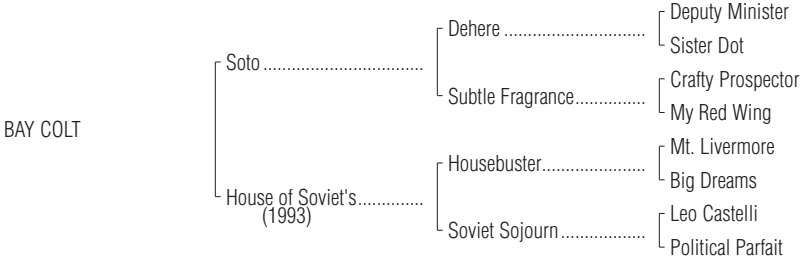 Deputy Minister
Dehere ..............................
Sister Dot
Soto .................................
Crafty Prospector
Subtle Fragrance...............
My Red Wing
BAY COLT
Mt. Livermore
Housebuster......................
Big Dreams
House of Soviet's..............
(1993)
Leo Castelli
Soviet Sojourn..................
Political Parfait